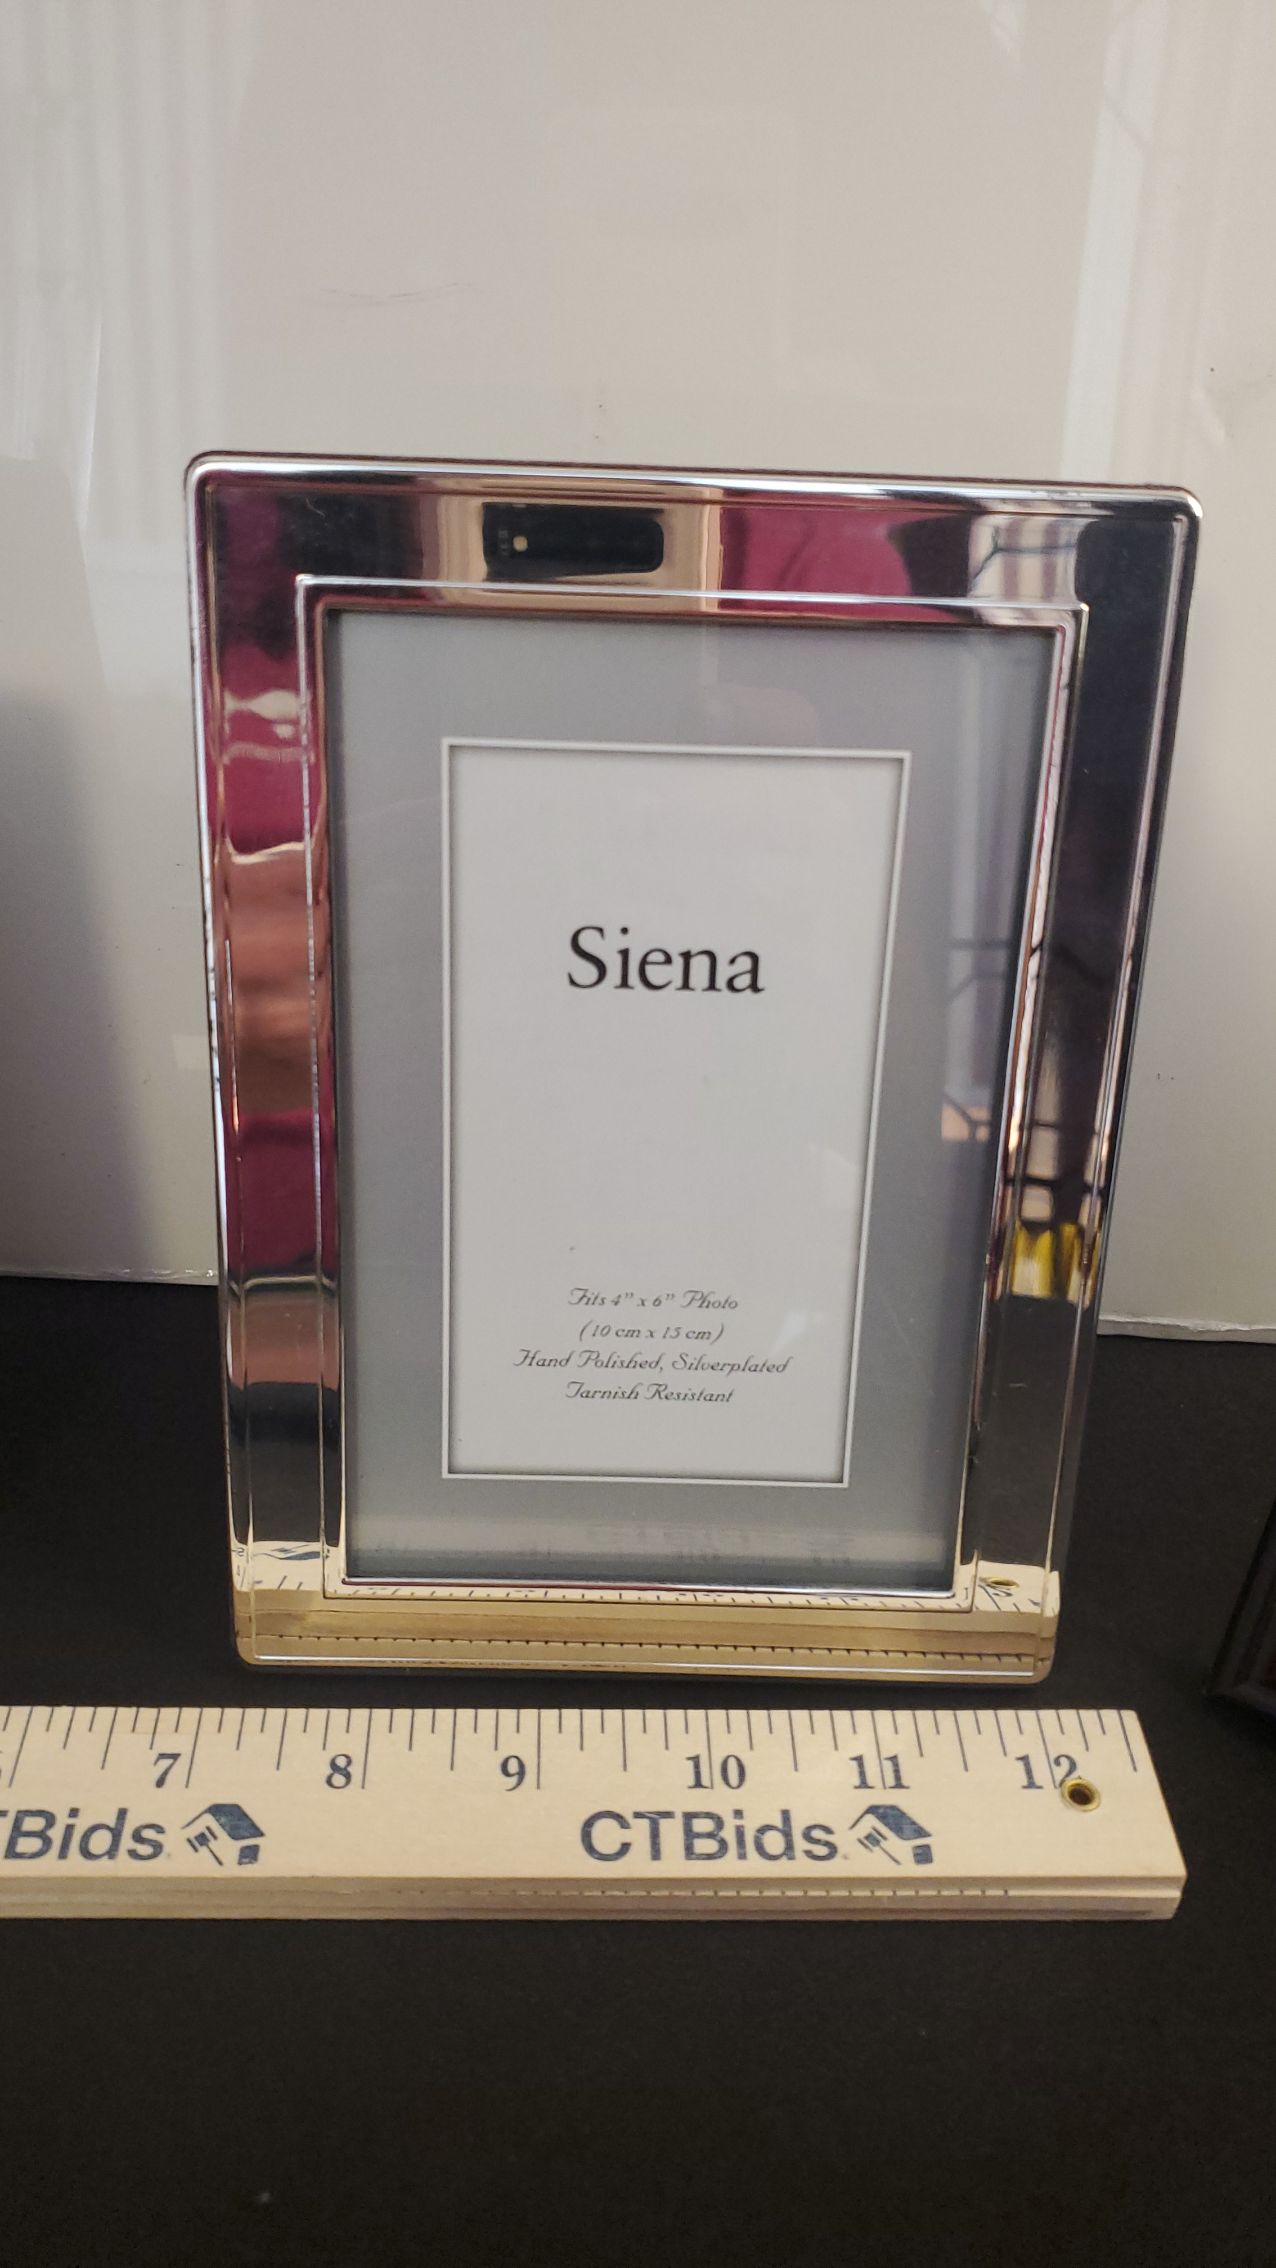 Siena
Fits 4" x 6" Photo
(10 cm x 15 cm)
Hand Polished, Silverplated
Tarnish Resistant
7 8 9 10 11 12
TBids CTBids